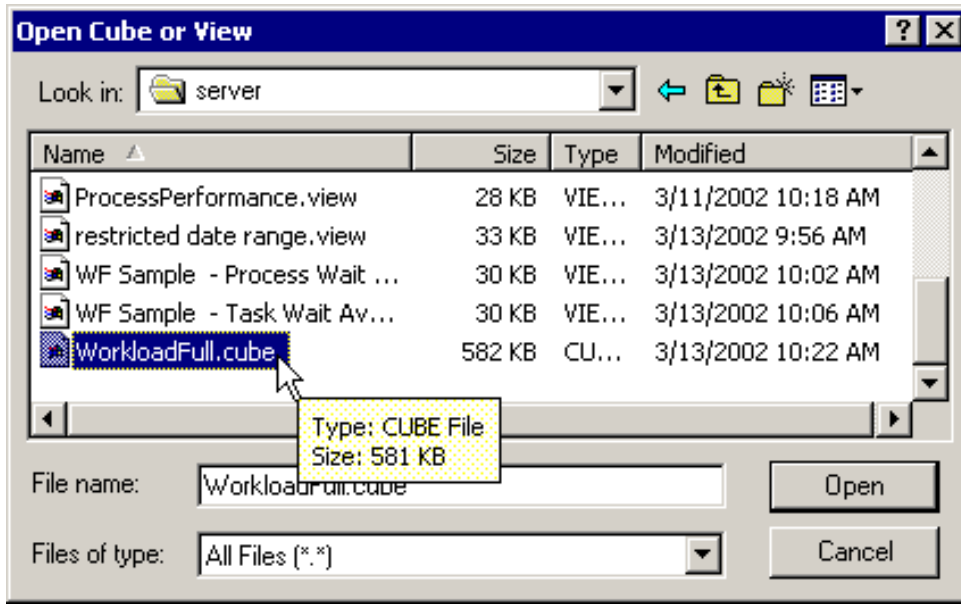 Open Cube or View
Look in: server
Name Size Type Modified
ProcessPerformance.view 28 KB VIE... 3/11/2002 10:18 AM
restricted date range.view 33 KB VIE... 3/13/2002 9:56 AM
WF Sample - Process Wait ... 30 KB VIE... 3/13/2002 10:02 AM
WF Sample - Task Wait Av... 30 KB VIE... 3/13/2002 10:06 AM
WorkloadFull.cube 582 KB CU... 3/13/2002 10:22 AM
Type: CUBE File
Size: 581 KB
File name: WorkloadFull.cube Open
Files of type: All Files (*.*) Cancel